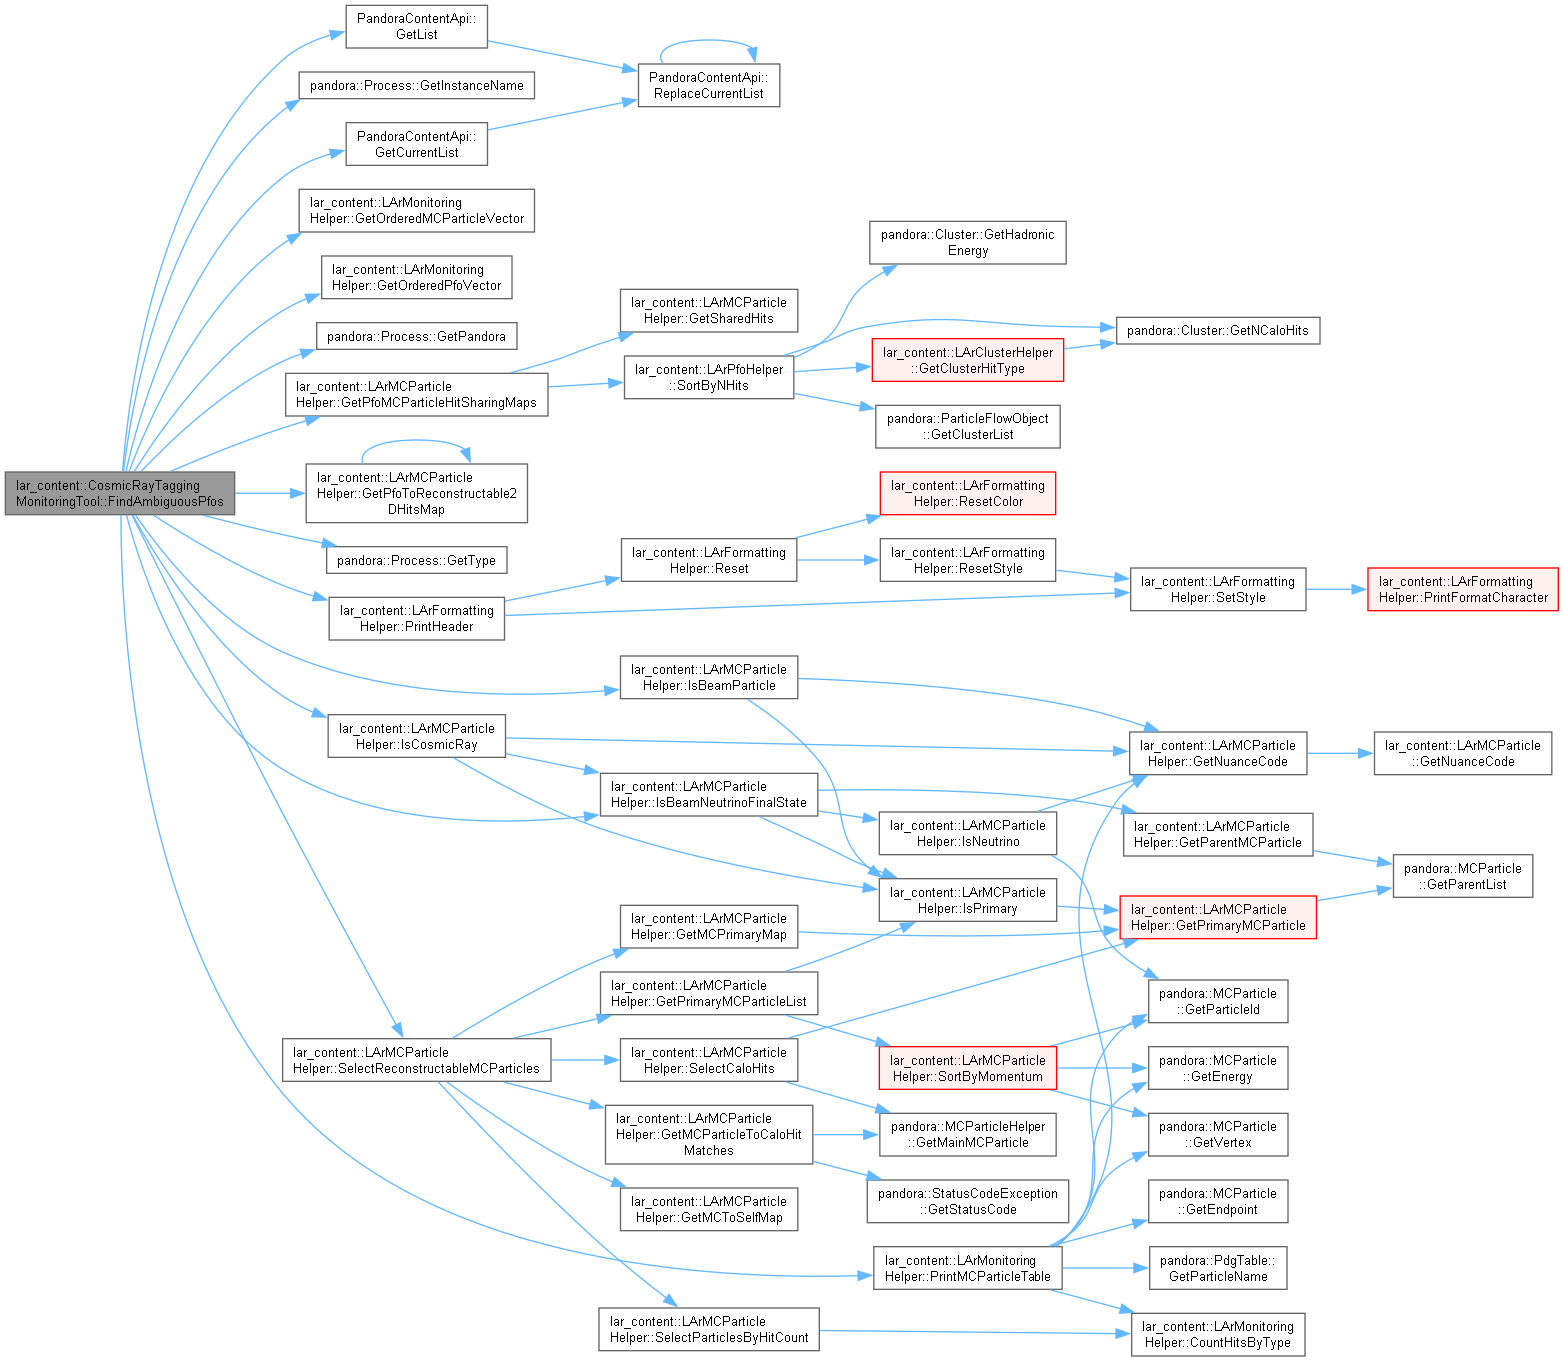 PandoraContentApi::
GetList
PandoraContentApi::
ReplaceCurrentList
pandora::Process::GetInstanceName
PandoraContentApi::
GetCurrentList
lar_content::LArMonitoring
Helper::GetOrderedMCParticleVector
lar_content::LArMonitoring
Helper::GetOrderedPfoVector
pandora::Cluster::GetHadronic
Energy
lar_content::LArMCParticle
Helper::GetSharedHits
pandora::Process::GetPandora
pandora::Cluster::GetNCaloHits
lar_content::LArClusterHelper
::GetClusterHitType
lar_content::LArPfoHelper
::SortByNHits
lar_content::LArMCParticle
Helper::GetPfoMCParticleHitSharingMaps
pandora::ParticleFlowObject
::GetClusterList
lar_content::CosmicRayTagging
MonitoringTool::FindAmbiguousPfos
lar_content::LArMCParticle
Helper::GetPfoToReconstructable2
DHitsMap
lar_content::LArFormatting
Helper::ResetColor
pandora::Process::GetType
lar_content::LArFormatting
Helper::Reset
lar_content::LArFormatting
Helper::ResetStyle
lar_content::LArFormatting
Helper::SetStyle
lar_content::LArFormatting
Helper::PrintFormatCharacter
lar_content::LArFormatting
Helper::PrintHeader
lar_content::LArMCParticle
Helper::IsBeamParticle
lar_content::LArMCParticle
Helper::IsCosmicRay
lar_content::LArMCParticle
Helper::GetNuanceCode
lar_content::LArMCParticle
::GetNuanceCode
lar_content::LArMCParticle
Helper::IsBeamNeutrinoFinalState
lar_content::LArMCParticle
Helper::IsNeutrino
lar_content::LArMCParticle
Helper::GetParentMCParticle
pandora::MCParticle
::GetParentList
lar_content::LArMCParticle
Helper::IsPrimary
lar_content::LArMCParticle
Helper::GetPrimaryMCParticle
lar_content::LArMCParticle
Helper::GetMCPrimaryMap
lar_content::LArMCParticle
Helper::GetPrimaryMCParticleList
pandora::MCParticle
::GetParticleId
lar_content::LArMCParticle
Helper::SelectReconstructableMCParticles
lar_content::LArMCParticle
Helper::SelectCaloHits
lar_content::LArMCParticle
Helper::SortByMomentum
pandora::MCParticle
::GetEnergy
lar_content::LArMCParticle
Helper::GetMCParticleToCaloHit
Matches
pandora::MCParticleHelper
::GetMainMCParticle
pandora::MCParticle
::GetVertex
lar_content::LArMCParticle
Helper::GetMCToSelfMap
pandora::StatusCodeException
::GetStatusCode
pandora::MCParticle
::GetEndpoint
lar_content::LArMonitoring
Helper::PrintMCParticleTable
pandora::PdgTable::
GetParticleName
lar_content::LArMCParticle
Helper::SelectParticlesByHitCount
lar_content::LArMonitoring
Helper::CountHitsByType